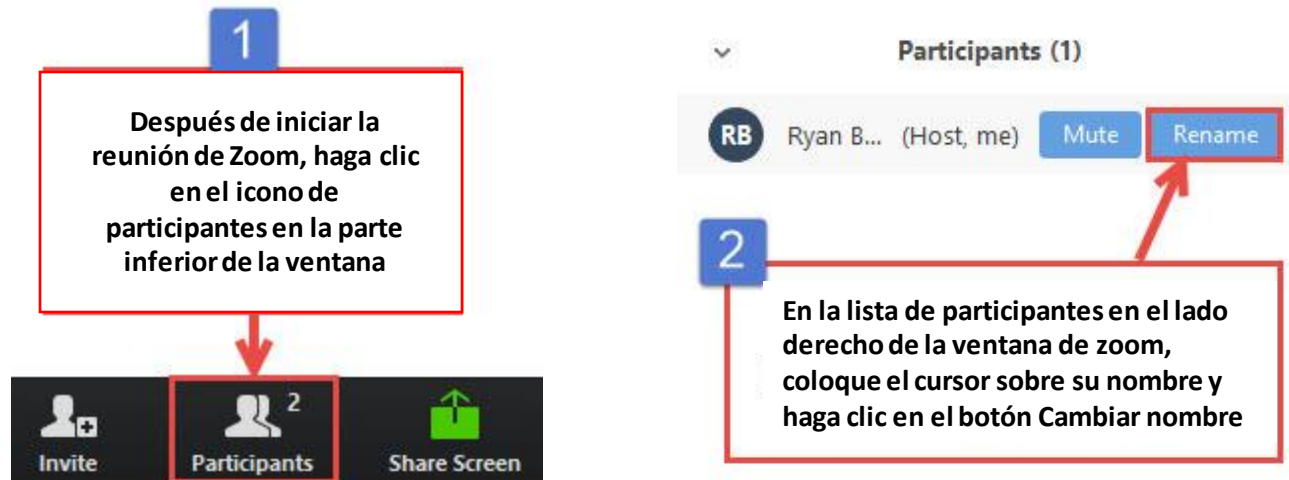 1
Después de iniciar la
reunión de Zoom, haga clic
en el icono de
participantes en la parte
inferior de la ventana
Invite
Participants
2
Share Screen
Participants (1)
RB Ryan B... (Host, me) Mute Rename
2
En la lista de participantes en el lado
derecho de la ventana de zoom,
coloque el cursor sobre su nombre y
haga clic en el botón Cambiar nombre